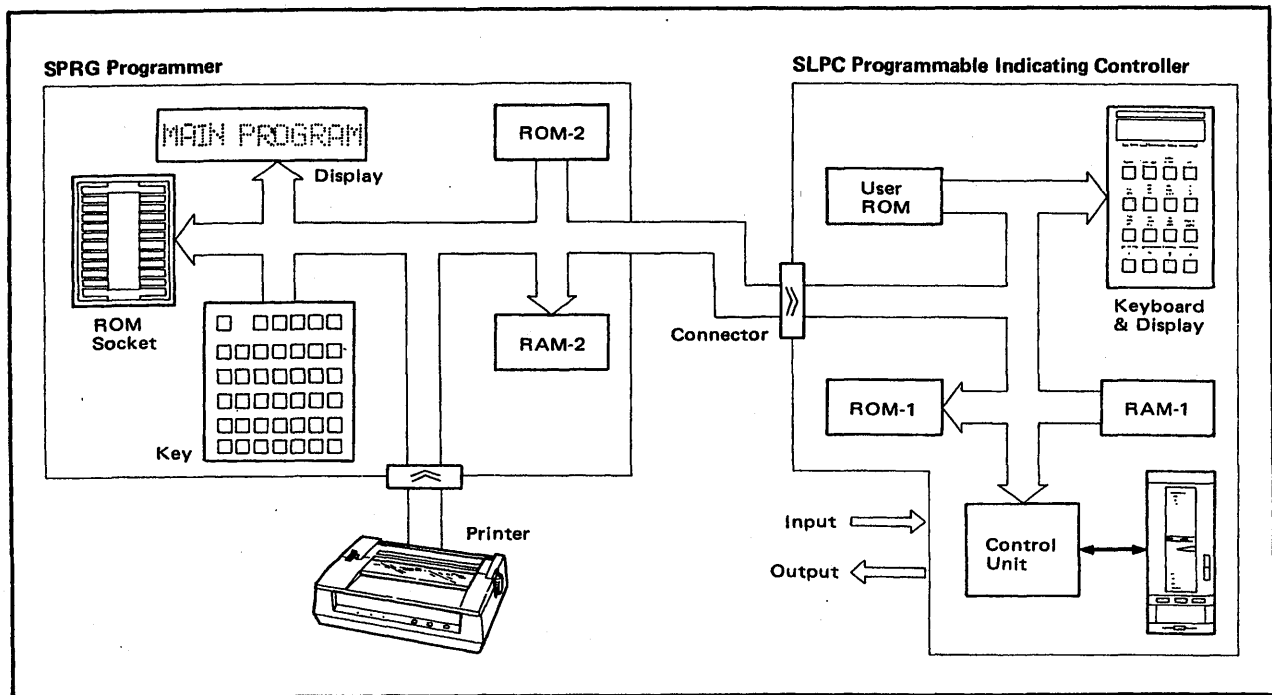 SPRG Programmer
MAIN PROGRAM
Display
ROM-2
ROM
Socket
RAM-2
Key
Printer
Connector
SLPC Programmable Indicating Controller
User
ROM
Keyboard
& Display
ROM-1
RAM-1
Input
Output
Control
Unit